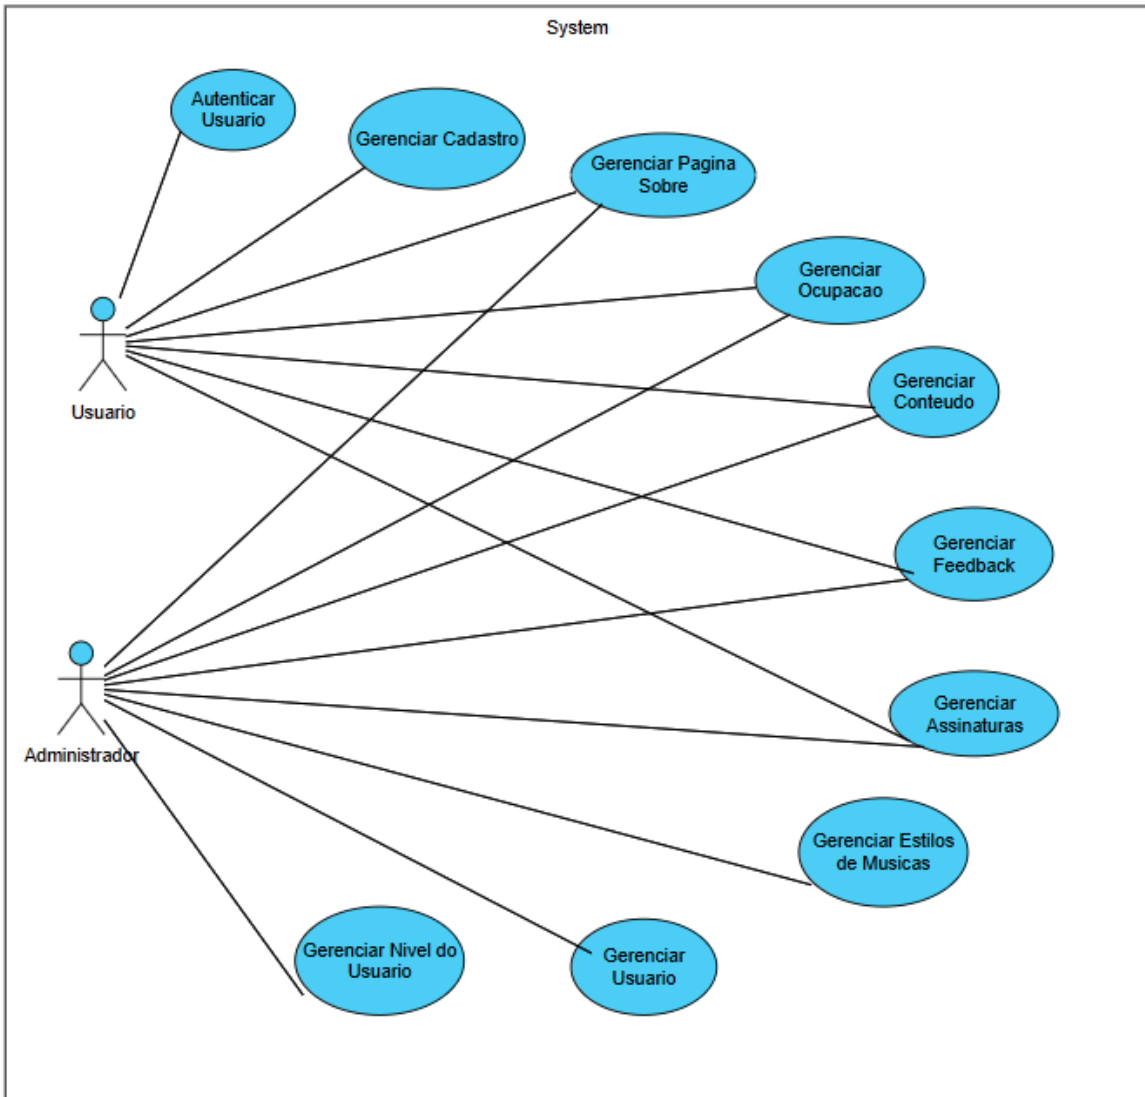 System
Autenticar
Usuario
Gerenciar Cadastro
Gerenciar Pagina
Sobre
Gerenciar
Ocupacao
Gerenciar
Conteudo
Usuario
Gerenciar
Feedback
Gerenciar
Assinaturas
Administrador
Gerenciar Estilos
de Musicas
Gerenciar Nivel do
Usuario
Gerenciar
Usuario